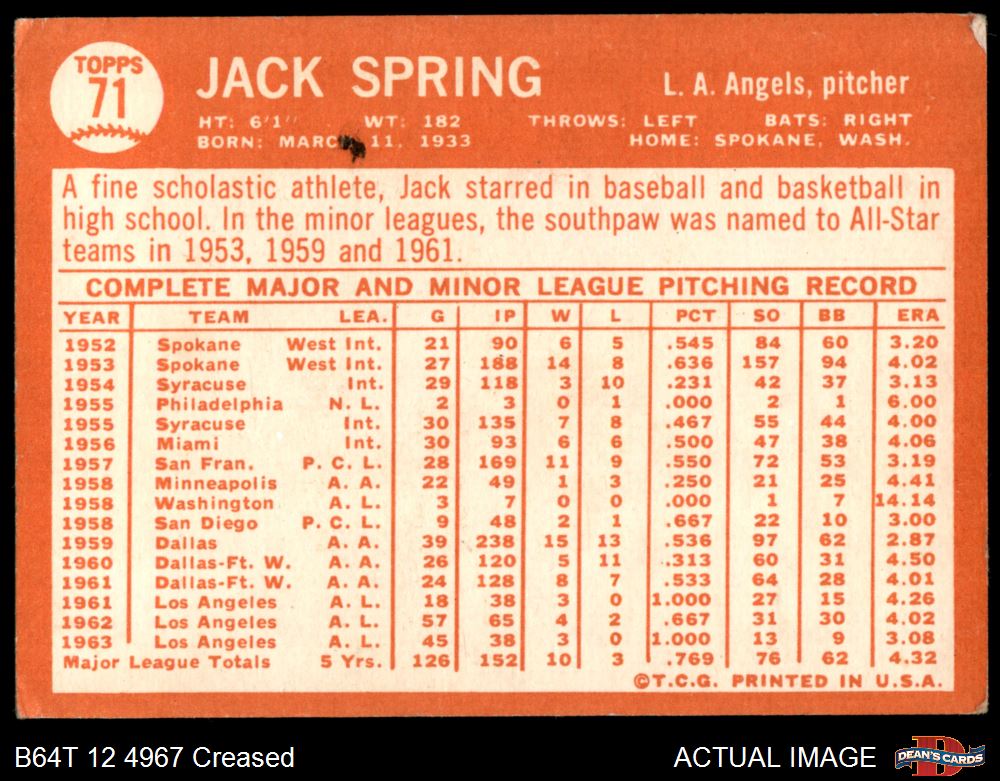 TOPPS
71
JACK SPRING
L. A. Angels, pitcher
HT: 6'1" WT: 182 THROWS: LEFT BATS: RIGHT
BORN: MARCH 11, 1933 HOME: SPOKANE, WASH.
A fine scholastic athlete, Jack starred in baseball and basketball in
high school. In the minor leagues, the southpaw was named to All-Star
teams in 1953, 1959 and 1961.
COMPLETE MAJOR AND MINOR LEAGUE PITCHING RECORD
YEAR TEAM LEA. G IP W L PCT SO BB ERA
1952 Spokane West Int. 21 90 6 5 .545 84 60 3.20
1953 Spokane West Int. 27 188 14 8 .636 157 94 4.02
1954 Syracuse Int. 29 118 3 10 .231 42 37 3.13
1955 Philadelphia N. L. 2 3 0 1 .000 2 1 6.00
1955 Syracuse Int. 30 135 7 8 .467 55 44 4.00
1956 Miami Int. 30 93 6 6 .500 47 38 4.06
1957 San Fran. P. C. L. 28 169 11 9 .550 72 53 3.19
1958 Minneapolis A. A. 22 49 1 3 .250 21 25 4.41
1958 Washington A. L. 3 7 0 0 .000 1 7 14.14
1958 San Diego P. C. L. 9 48 2 1 .667 22 10 3.00
1959 Dallas A. A. 39 238 15 13 .536 97 62 2.87
1960 Dallas-Ft. W. A. A. 26 120 5 11 .313 60 31 4.50
1961 Dallas-Ft. W. A. A. 24 128 8 7 .533 64 28 4.01
1961 Los Angeles A. L. 18 38 3 0 1.000 27 15 4.26
1962 Los Angeles A. L. 57 65 4 2 .667 31 30 4.02
1963 Los Angeles A. L. 45 38 3 0 1.000 13 9 3.08
Major League Totals 5 Yrs. 126 152 10 3 .769 76 62 4.32
©T.C.G. PRINTED IN U.S.A.
B64T 12 4967 Creased ACTUAL IMAGE
D
DEAN'S CARDS